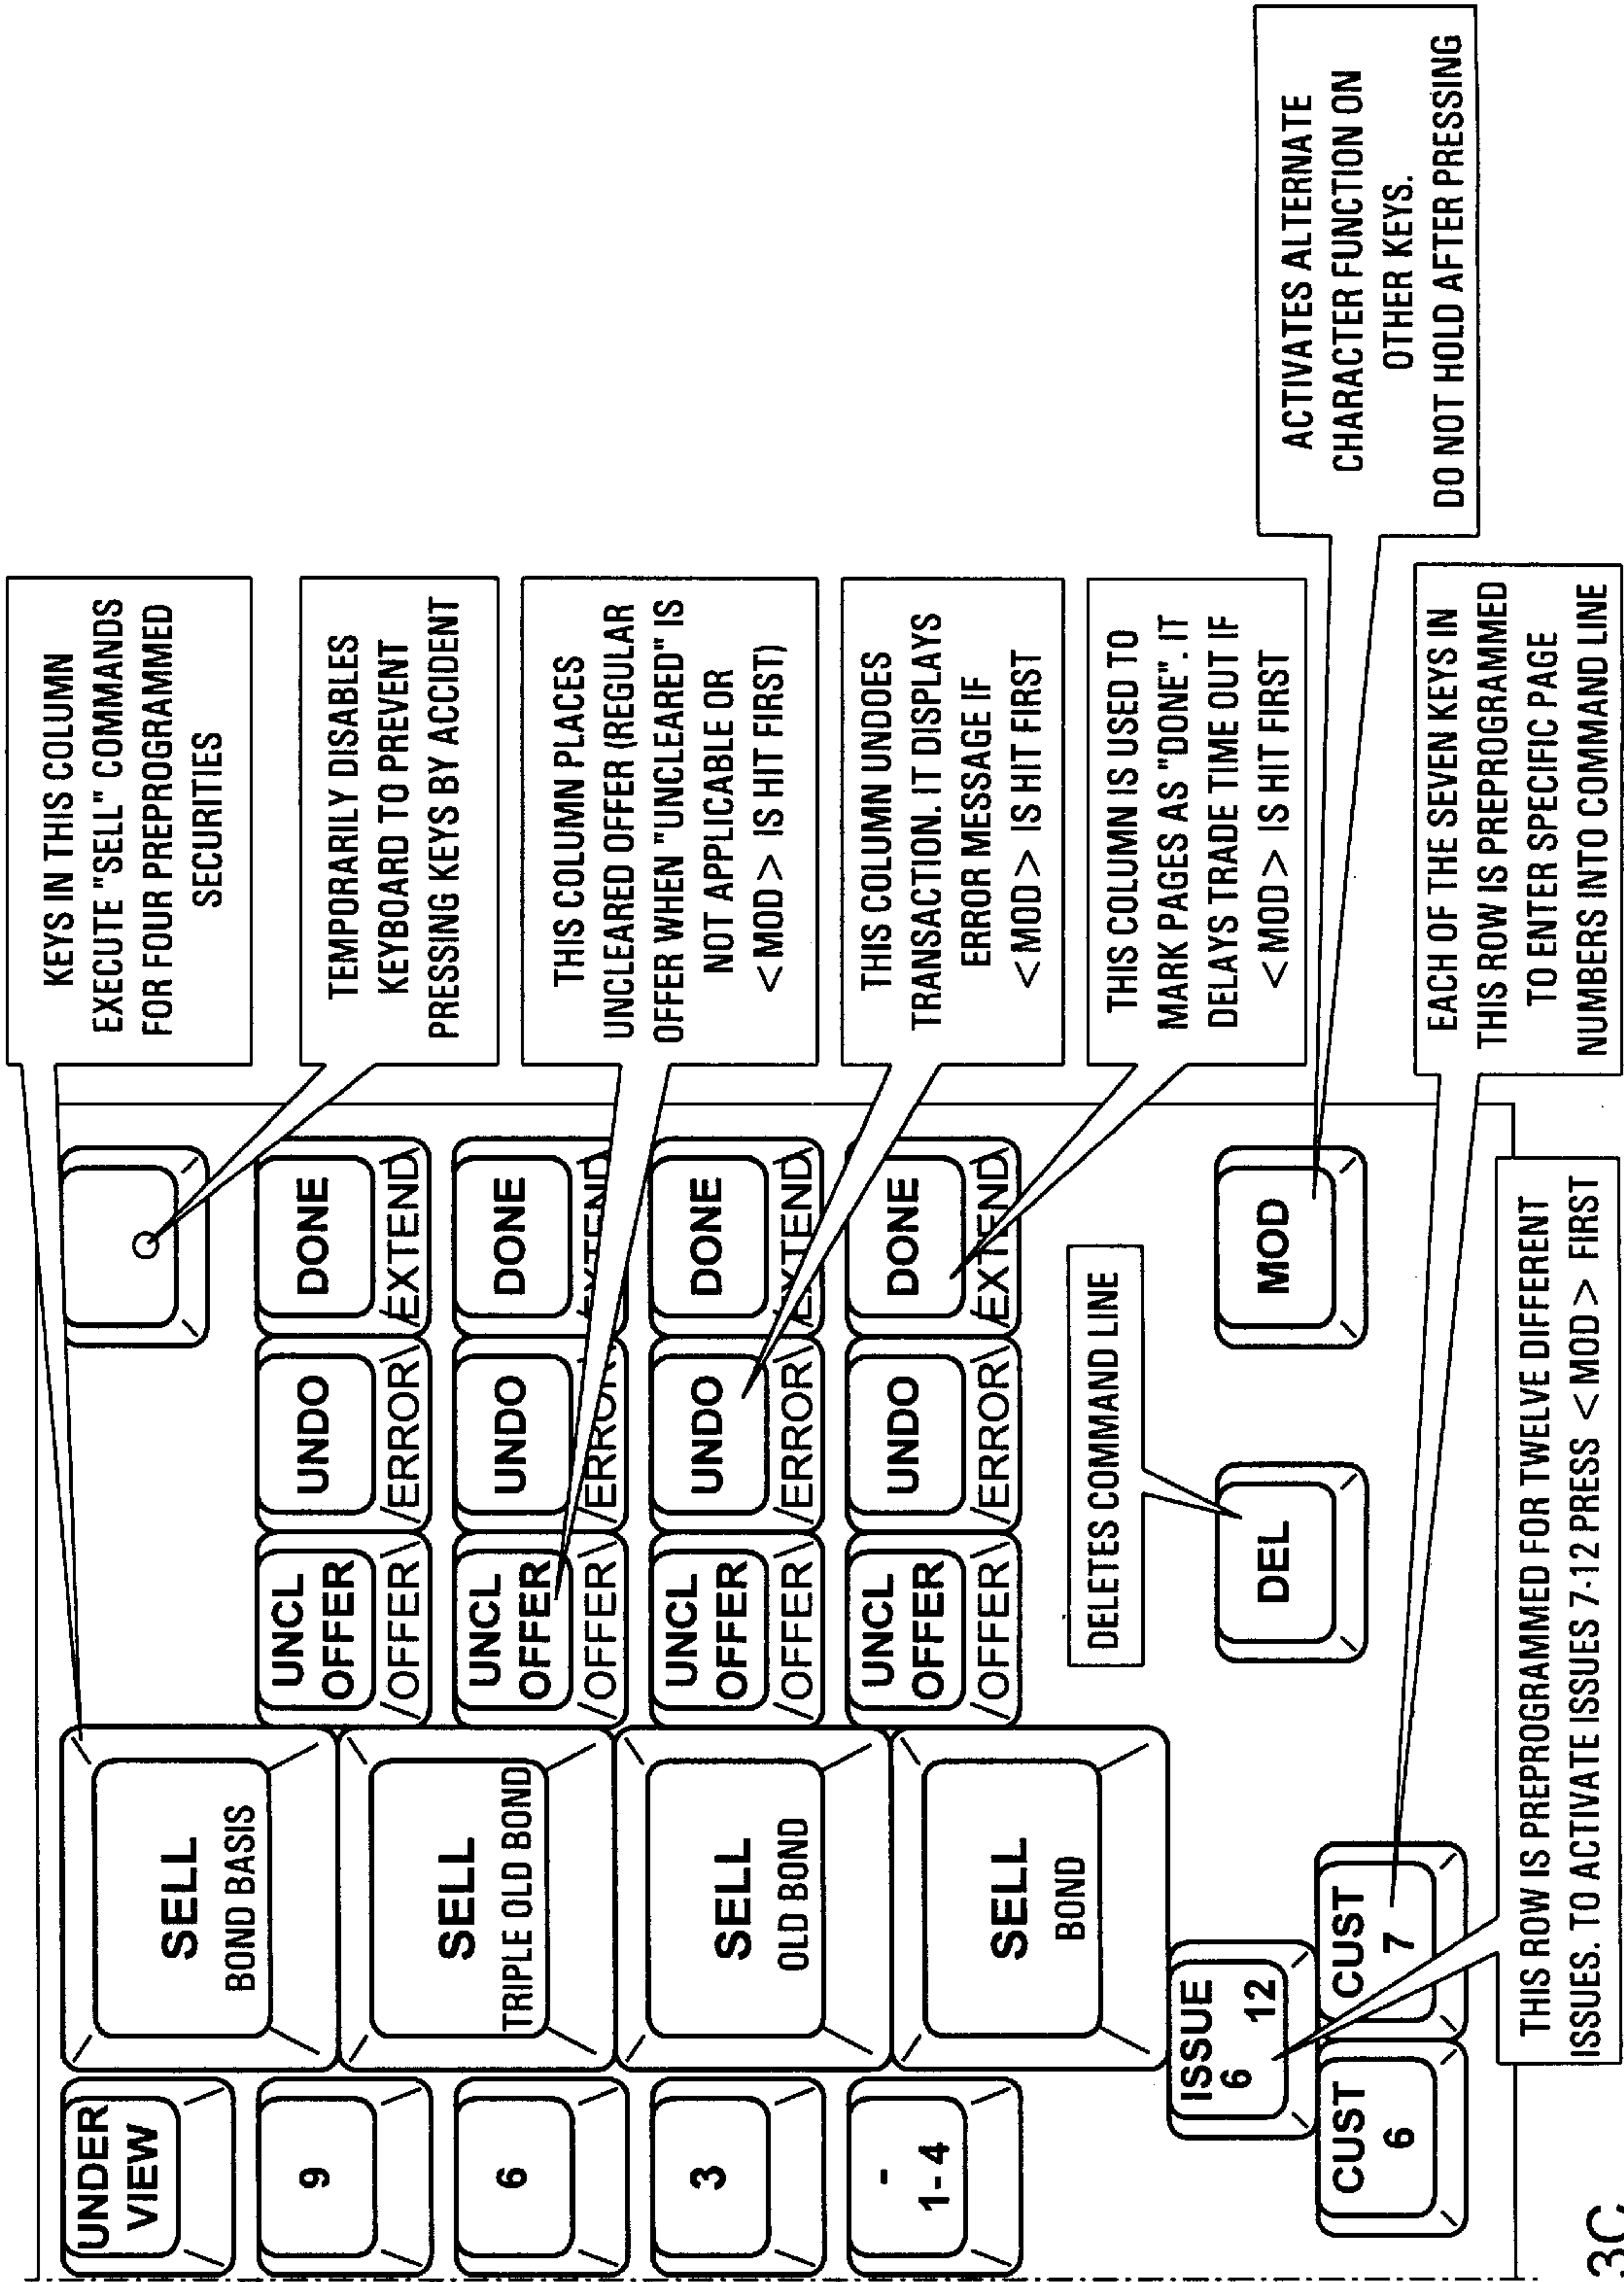 KEYS IN THIS COLUMN
EXECUTE "SELL" COMMANDS
FOR FOUR PREPROGRAMMED
SECURITIES
TEMPORARILY DISABLES
KEYBOARD TO PREVENT
PRESSING KEYS BY ACCIDENT
THIS COLUMN PLACES
UNCLEARED OFFER (REGULAR
OFFER WHEN "UNCLEARED" IS
NOT APPLICABLE OR
<MOD> IS HIT FIRST)
THIS COLUMN UNDOES
TRANSACTION. IT DISPLAYS
ERROR MESSAGE IF
<MOD> IS HIT FIRST
THIS COLUMN IS USED TO
MARK PAGES AS "DONE". IT
DELAYS TRADE TIME OUT IF
<MOD> IS HIT FIRST
ACTIVATES ALTERNATE
CHARACTER FUNCTION ON
OTHER KEYS.
DO NOT HOLD AFTER PRESSING
EACH OF THE SEVEN KEYS IN
THIS ROW IS PREPROGRAMMED
TO ENTER SPECIFIC PAGE
NUMBERS INTO COMMAND LINE
UNDER
VIEW
SELL
BOND BASIS
9
UNCL
OFFER
OFFER
UNDO
ERROR
DONE
EXTEND
SELL
TRIPLE OLD BOND
6
UNCL
OFFER
OFFER
UNDO
ERROR
DONE
EXTEND
SELL
OLD BOND
3
UNCL
OFFER
OFFER
UNDO
ERROR
DONE
EXTEND
SELL
BOND
-
1-4
UNCL
OFFER
OFFER
UNDO
ERROR
DONE
EXTEND
DELETES COMMAND LINE
ISSUE
6 12
DEL
MOD
CUST
6
CUST
7
THIS ROW IS PREPROGRAMMED FOR TWELVE DIFFERENT
ISSUES. TO ACTIVATE ISSUES 7-12 PRESS <MOD> FIRST
3C